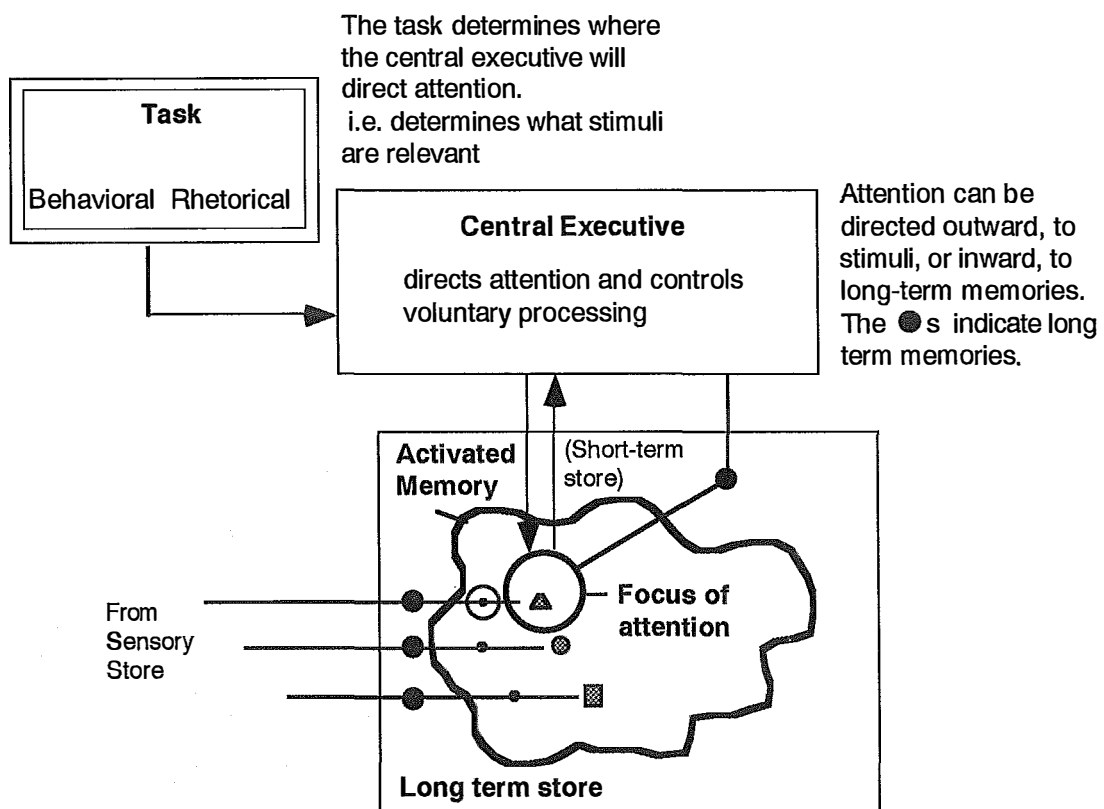 The task determines where
the central executive will
direct attention.
i.e. determines what stimuli
are relevant
Task
Behavioral Rhetorical
Central Executive
directs attention and controls
voluntary processing
Attention can be
directed outward, to
stimuli, or inward, to
long-term memories.
The ●s indicate long
term memories.
Activated
Memory
(Short-term
store)
Focus of
attention
From
Sensory
Store
Long term store